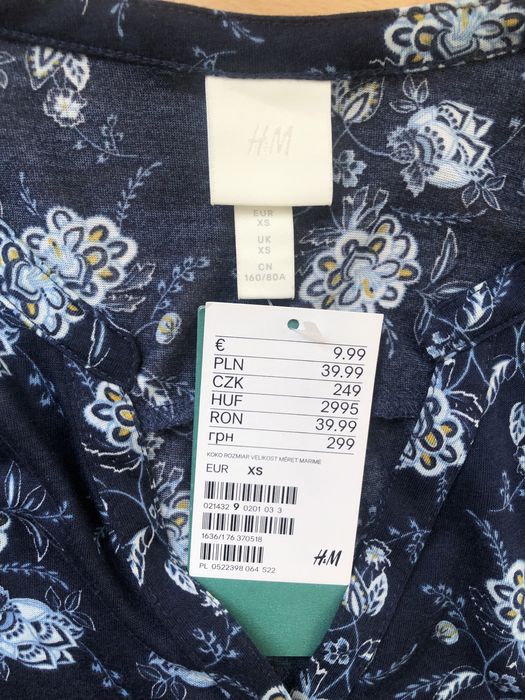 H&M
EUR
XS
UK
XS
CN
160/80A
€ 9.99
PLN 39.99
CZK 249
HUF 2995
RON 39.99
грн 299
KOKO ROZMIAR VELIKOST MÉRET MARIME
EUR XS
021432 9 0201 03 3
1636/176 370518
H&M
PL 0522398 064 S22